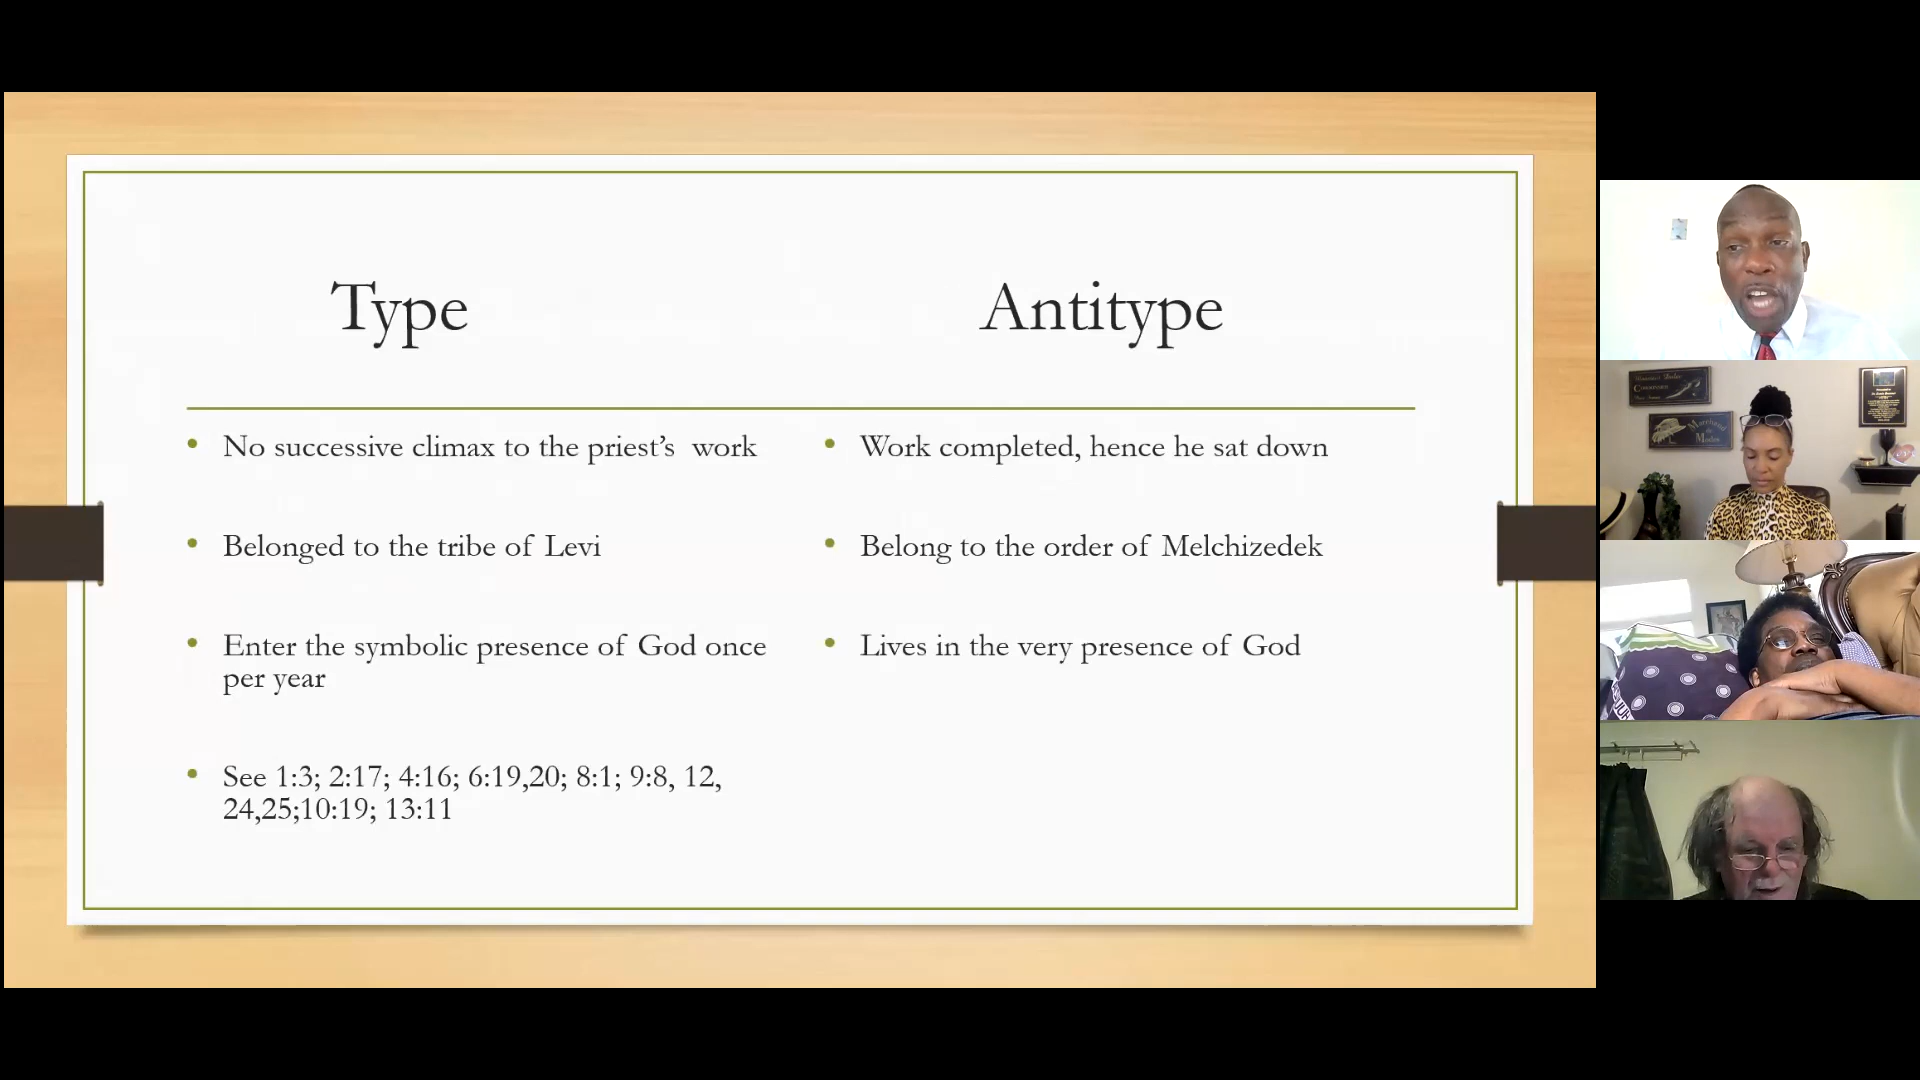 Type
Antitype
• No successive climax to the priest’s  work
• Belonged to the tribe of Levi
• Enter the symbolic presence of God once
per year
• See 1:3; 2:17; 4:16; 6:19,20; 8:1; 9:8, 12,
24,25;10:19; 13:11
• Work completed, hence he sat down
• Belong to the order of Melchizedek
• Lives in the very presence of God
Marchand
de
Modes